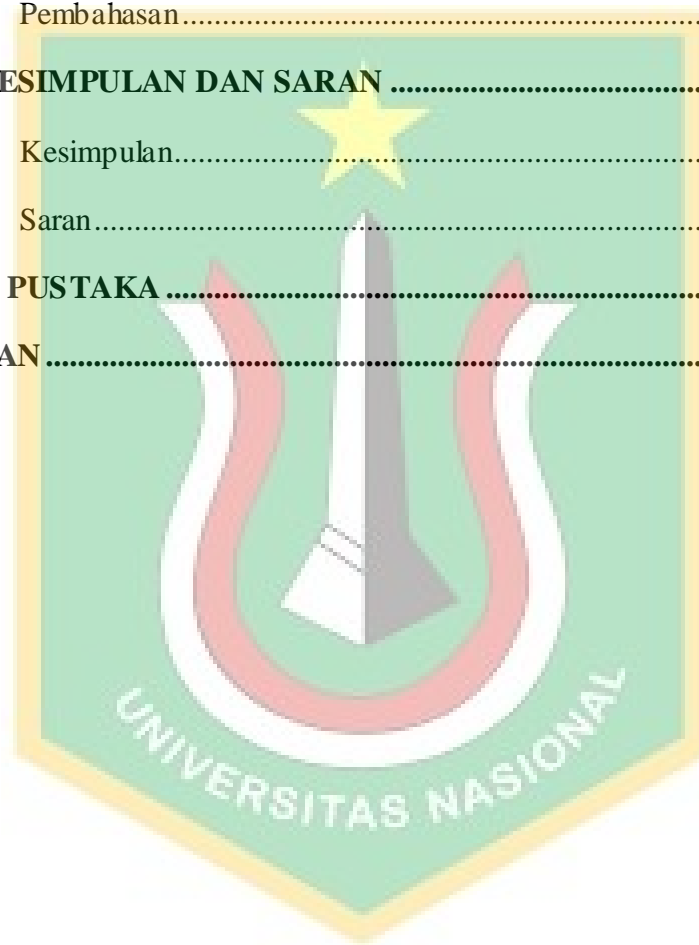 Pembahasan................................................................
ESIMPULAN DAN SARAN ......................................
Kesimpulan................................................................
Saran..........................................................................
PUSTAKA ..................................................................
AN................................................................................
UNIVERSITAS NASIONAL